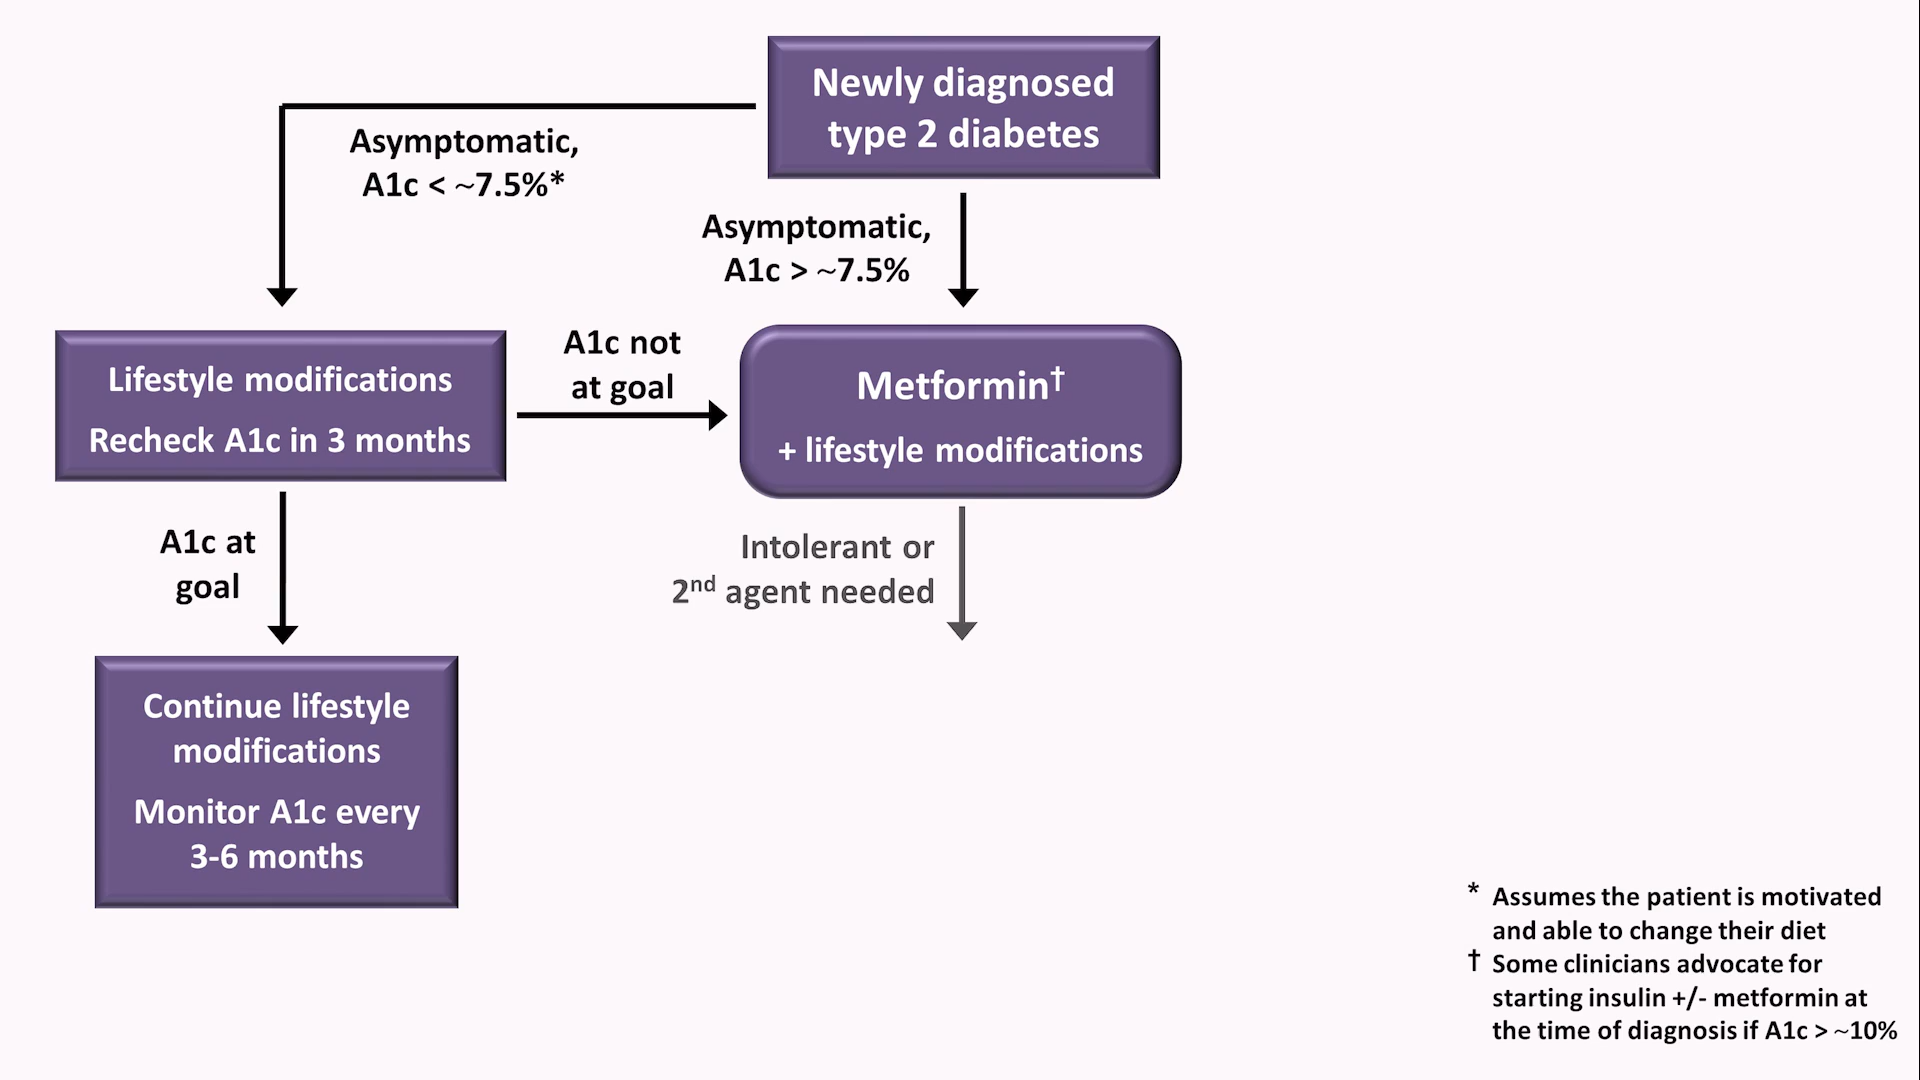 Newly diagnosed
type 2 diabetes
Asymptomatic,
A1c < ~7.5%*
Asymptomatic,
A1c > ~7.5%
Lifestyle modifications
Recheck A1c in 3 months
A1c not
at goal
Metformin†
+ lifestyle modifications
A1c at
goal
Intolerant or
2nd agent needed
Continue lifestyle
modifications
Monitor A1c every
3-6 months
* Assumes the patient is motivated
and able to change their diet
† Some clinicians advocate for
starting insulin +/- metformin at
the time of diagnosis if A1c > ~10%